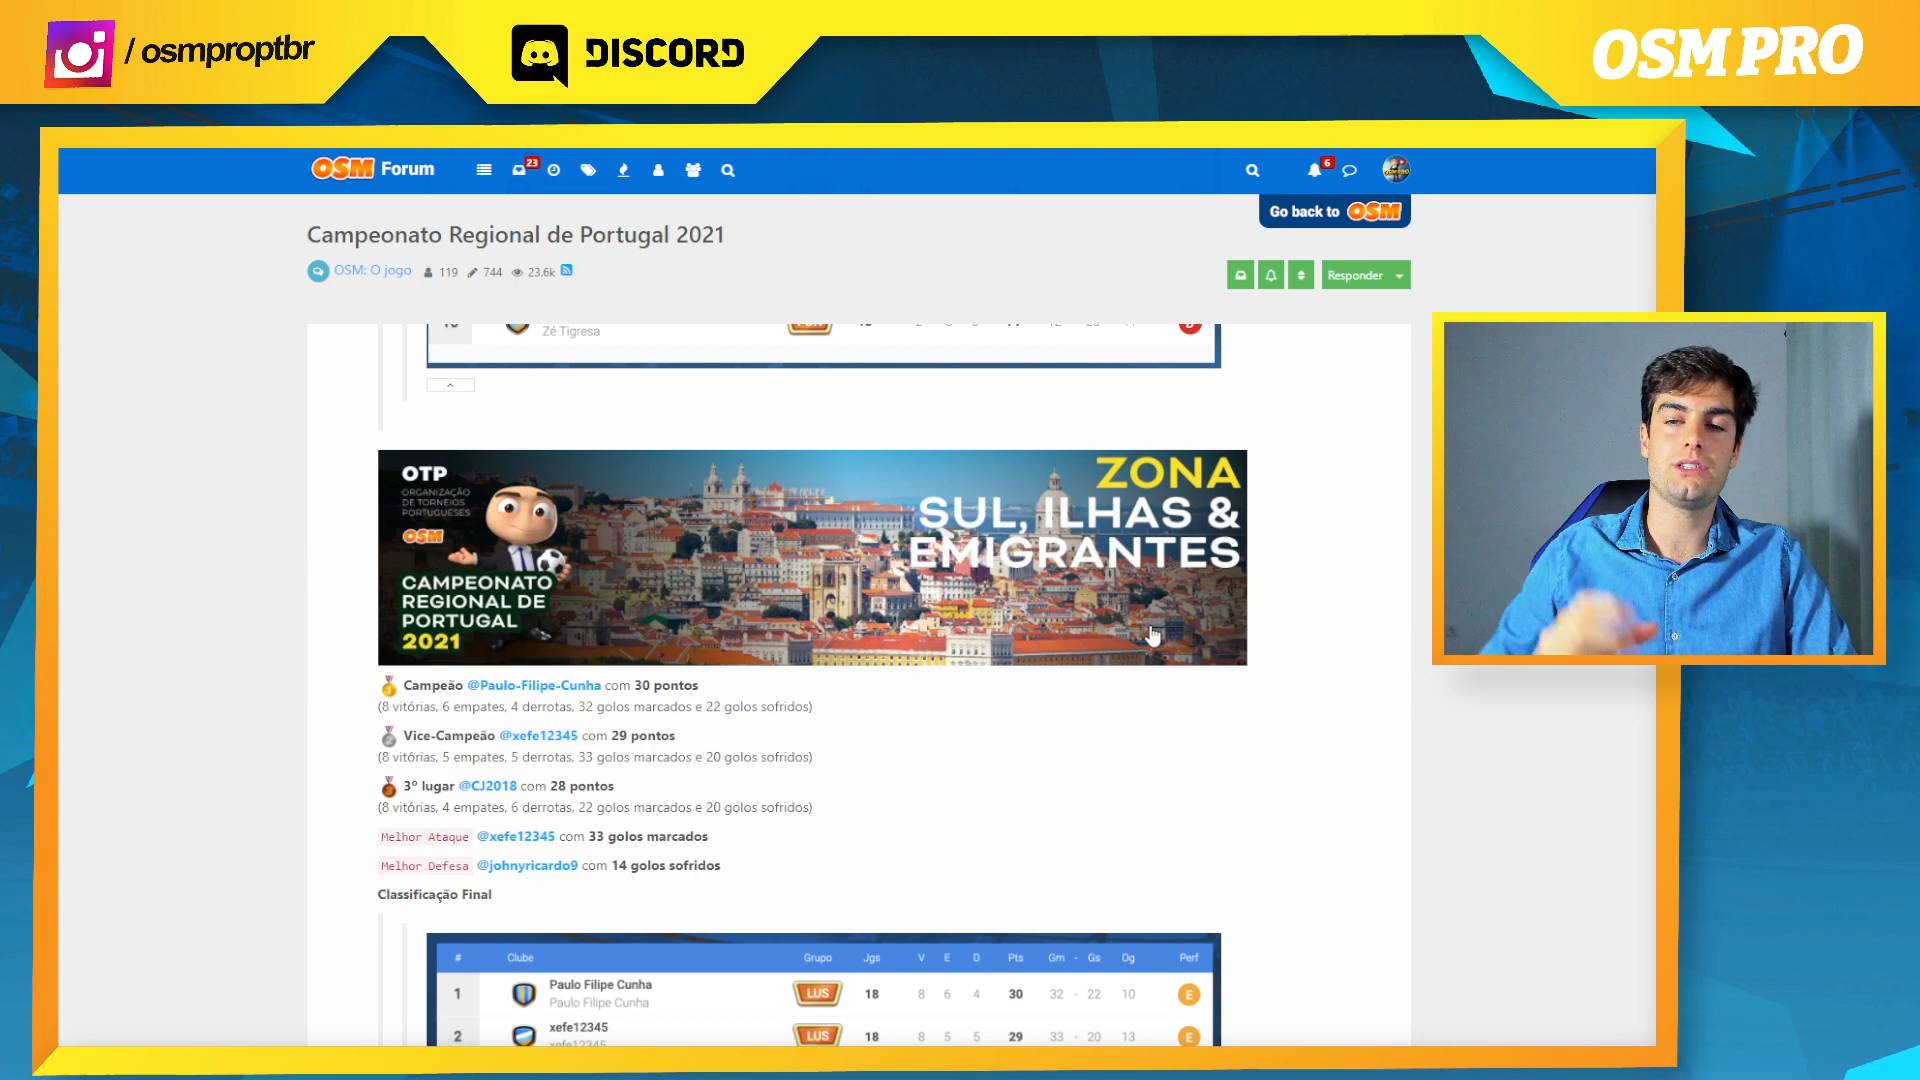 / osmproptbr
DISCORD
OSM PRO
OSM Forum
23
6
Go back to OSM
Campeonato Regional de Portugal 2021
OSM: O jogo 119 744 23.6k
Responder
Zé Tigresa
OTP
ORGANIZAÇÃO
DE TORNEIOS
PORTUGUESES
OSM
CAMPEONATO
REGIONAL DE
PORTUGAL
2021
ZONA
SUL, ILHAS &
EMIGRANTES
Campeão @Paulo-Filipe-Cunha com 30 pontos
(8 vitórias, 6 empates, 4 derrotas, 32 golos marcados e 22 golos sofridos)
Vice-Campeão @xefe12345 com 29 pontos
(8 vitórias, 5 empates, 5 derrotas, 33 golos marcados e 20 golos sofridos)
3º lugar @CJ2018 com 28 pontos
(8 vitórias, 4 empates, 6 derrotas, 22 golos marcados e 20 golos sofridos)
Melhor Ataque @xefe12345 com 33 golos marcados
Melhor Defesa @johnyricardo9 com 14 golos sofridos
Classificação Final
# Clube Grupo Jgs V E D Pts Gm - Gs Dg Perf
1 Paulo Filipe Cunha LUS 18 8 6 4 30 32 - 22 10 E
Paulo Filipe Cunha
2 xefe12345 LUS 18 8 5 5 29 33 - 20 13 E
xefe12345